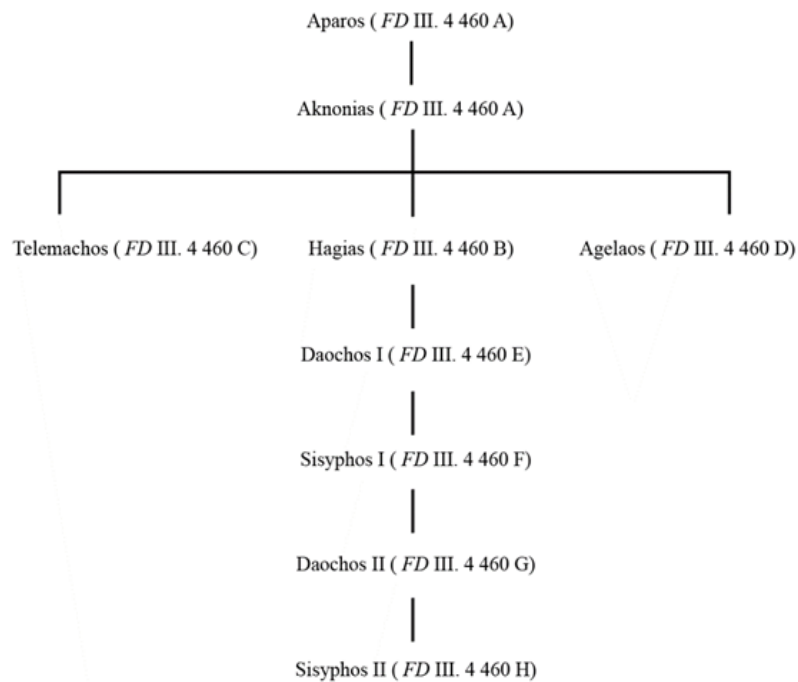 Aparos ( FD III. 4 460 A)
Aknonias ( FD III. 4 460 A)
Telemachos ( FD III. 4 460 C) Hagias ( FD III. 4 460 B) Agelaos ( FD III. 4 460 D)
Daochos I ( FD III. 4 460 E)
Sisyphos I ( FD III. 4 460 F)
Daochos II ( FD III. 4 460 G)
Sisyphos II ( FD III. 4 460 H)